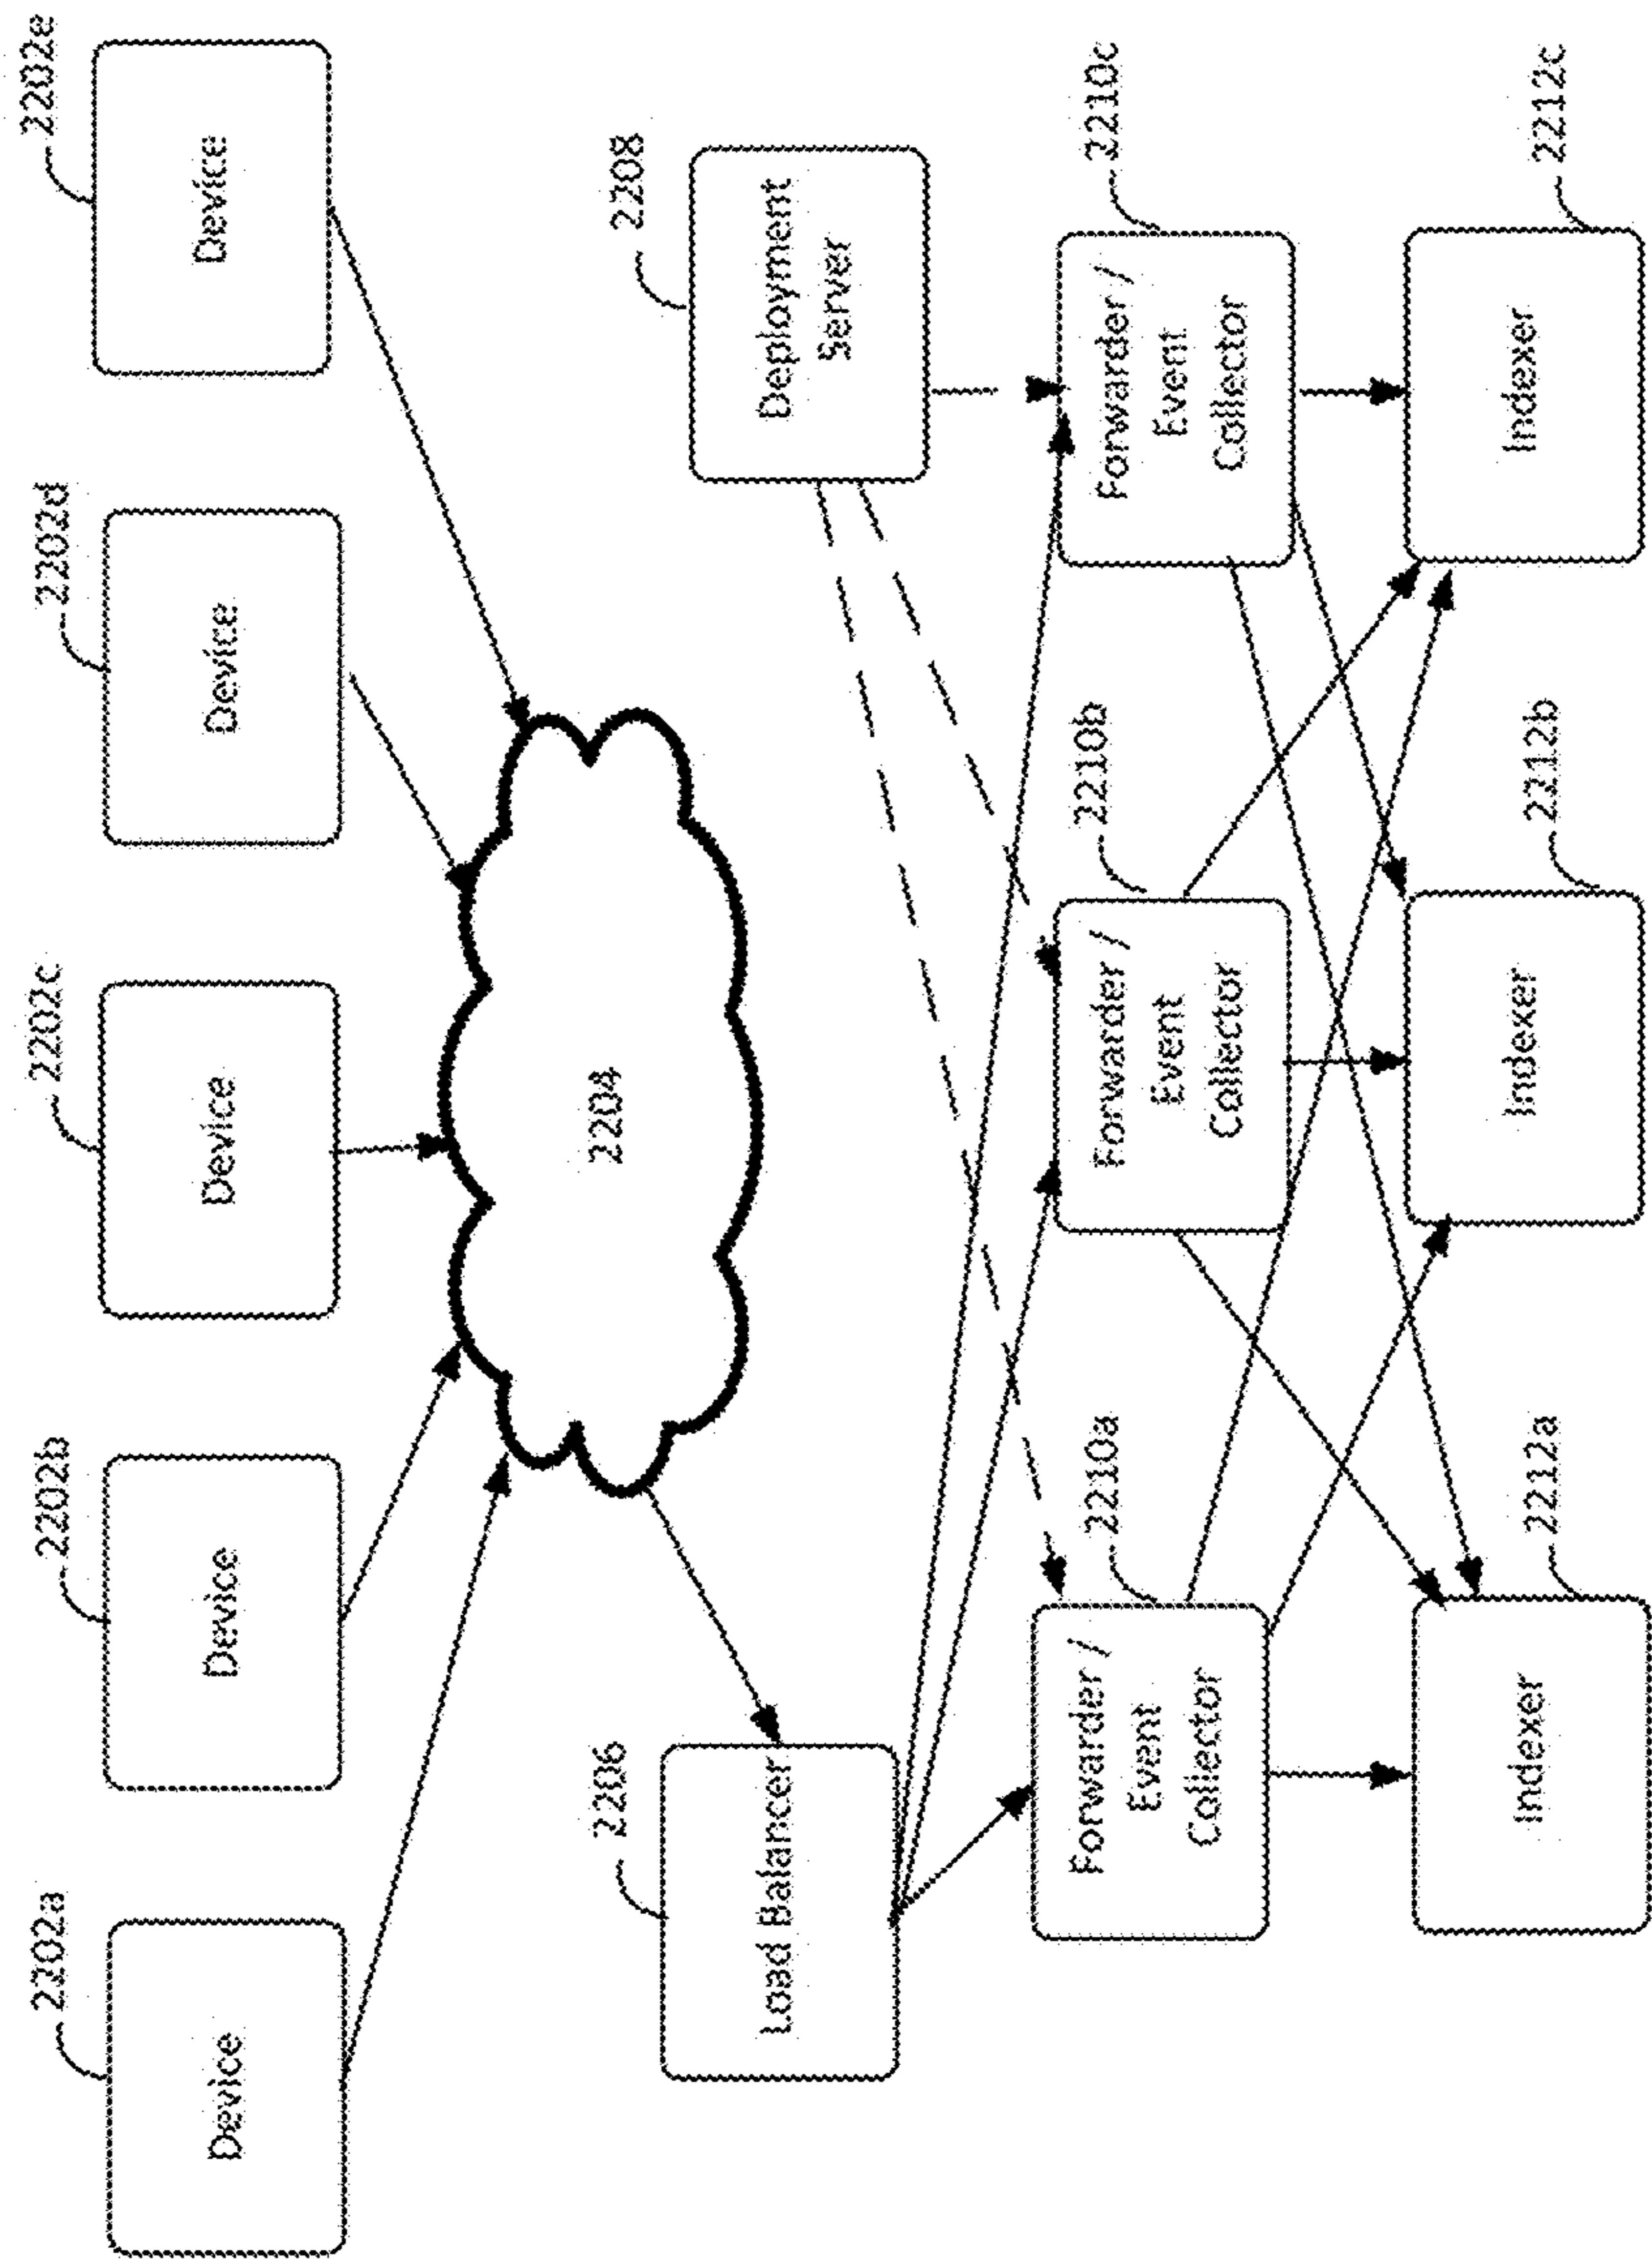 2202a
2202b
2202c
2202d
2202e
Device
Device
Device
Device
Device
2204
2206
2208
Load Balancer
Deployment
Server
2210a
2210b
2210c
Forwarder /
Event
Collector
Forwarder /
Event
Collector
Forwarder /
Event
Collector
2212a
2212b
2212c
Indexer
Indexer
Indexer